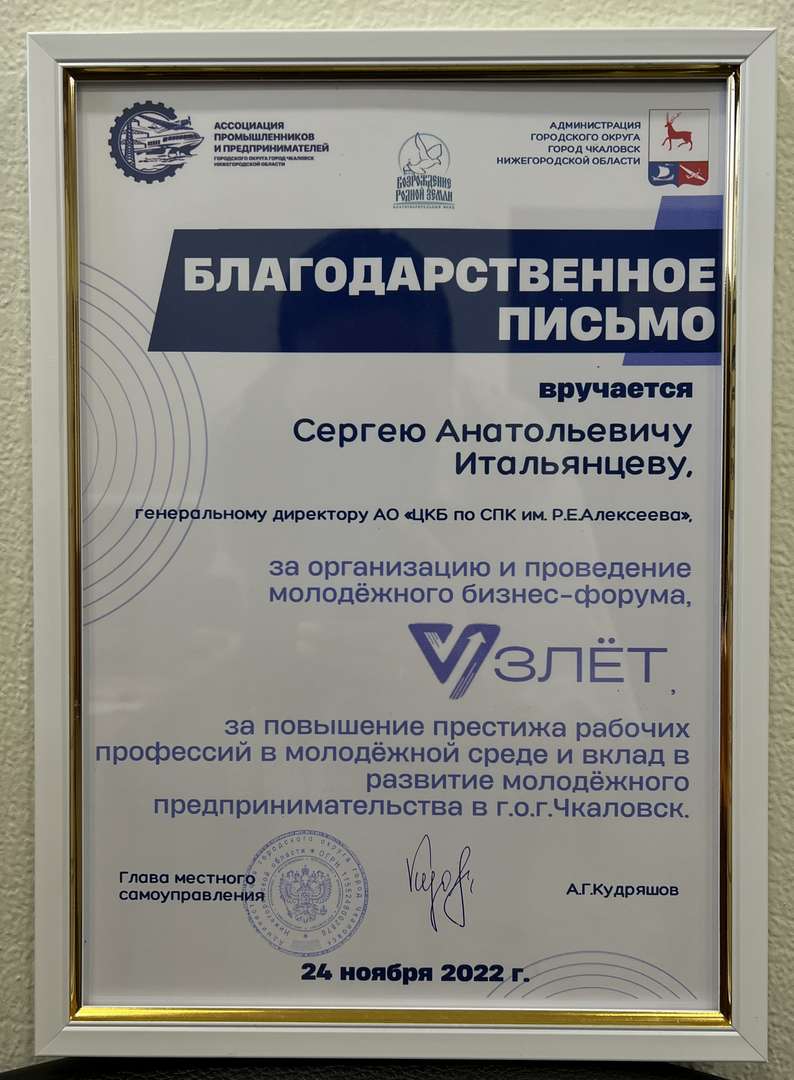 АССОЦИАЦИЯ
ПРОМЫШЛЕННИКОВ
И ПРЕДПРИНИМАТЕЛЕЙ
ГОРОДСКОГО ОКРУГА ГОРОД ЧКАЛОВСК
НИЖЕГОРОДСКОЙ ОБЛАСТИ
ВОЗРОЖДЕНИЕ
РОДНОЙ ЗЕМЛИ
БЛАГОТВОРИТЕЛЬНЫЙ ФОНД
АДМИНИСТРАЦИЯ
ГОРОДСКОГО ОКРУГА
ГОРОД ЧКАЛОВСК
НИЖЕГОРОДСКОЙ ОБЛАСТИ
БЛАГОДАРСТВЕННОЕ
ПИСЬМО
вручается
Сергею Анатольевичу
Итальянцеву,
генеральному директору АО «ЦКБ по СПК им. Р.Е.Алексеева»,
за организацию и проведение
молодёжного бизнес-форума,
VЗЛЁТ,
за повышение престижа рабочих
профессий в молодёжной среде и вклад в
развитие молодёжного
предпринимательства в г.о.г.Чкаловск.
Глава местного
самоуправления
А.Г.Кудряшов
24 ноября 2022 г.